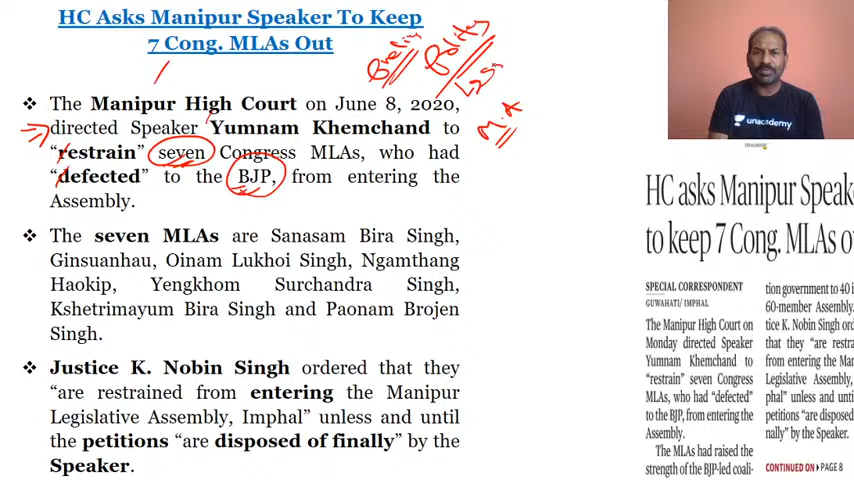 HC Asks Manipur Speaker To Keep
7 Cong. MLAs Out
Prelims
Polity
M.A
❖ The Manipur High Court on June 8, 2020,
directed Speaker Yumnam Khemchand to
“restrain” seven Congress MLAs, who had
“defected” to the BJP, from entering the
Assembly.
❖ The seven MLAs are Sanasam Bira Singh,
Ginsuanhau, Oinam Lukhoi Singh, Ngamthang
Haokip, Yengkhom Surchandra Singh,
Kshetrimayum Bira Singh and Paonam Brojen
Singh.
❖ Justice K. Nobin Singh ordered that they
“are restrained from entering the Manipur
Legislative Assembly, Imphal” unless and until
the petitions “are disposed of finally” by the
Speaker.
unacademy
HC asks Manipur Speake
to keep 7 Cong. MLAs o
SPECIAL CORRESPONDENT
GUWAHATI/ IMPHAL
The Manipur High Court on
Monday directed Speaker
Yumnam Khemchand to
“restrain” seven Congress
MLAs, who had “defected”
to the BJP, from entering the
Assembly.
The MLAs had raised the
strength of the BJP-led coali-
tion government to 40 i
60-member Assembly.
tice K. Nobin Singh ord
that they “are restra
from entering the Mar
Legislative Assembly,
phal” unless and until
petitions “are disposed
nally” by the Speaker.
CONTINUED ON ▸ PAGE 8